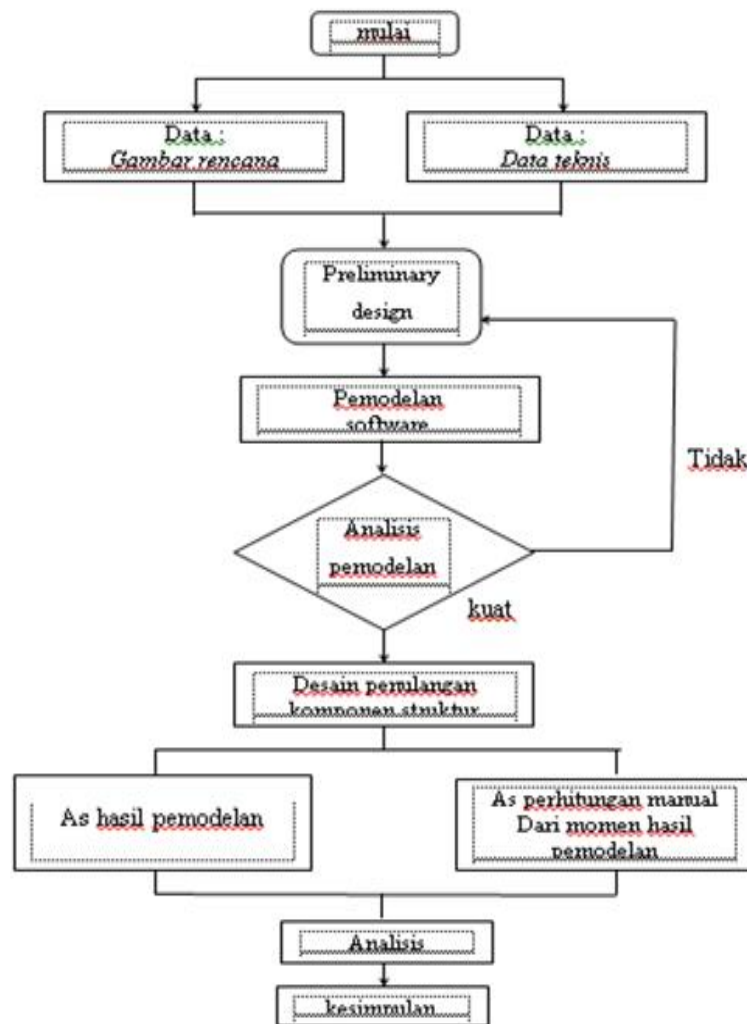 mulai
Data :
Gambar rencana
Data :
Data teknis
Preliminary
design
Pemodelan
software
Tidak
Analisis
pemodelan
kuat
Desain penulangan
komponen struktur
As hasil pemodelan
As perhitungan manual
Dari momen hasil
pemodelan
Analisis
kesimpulan